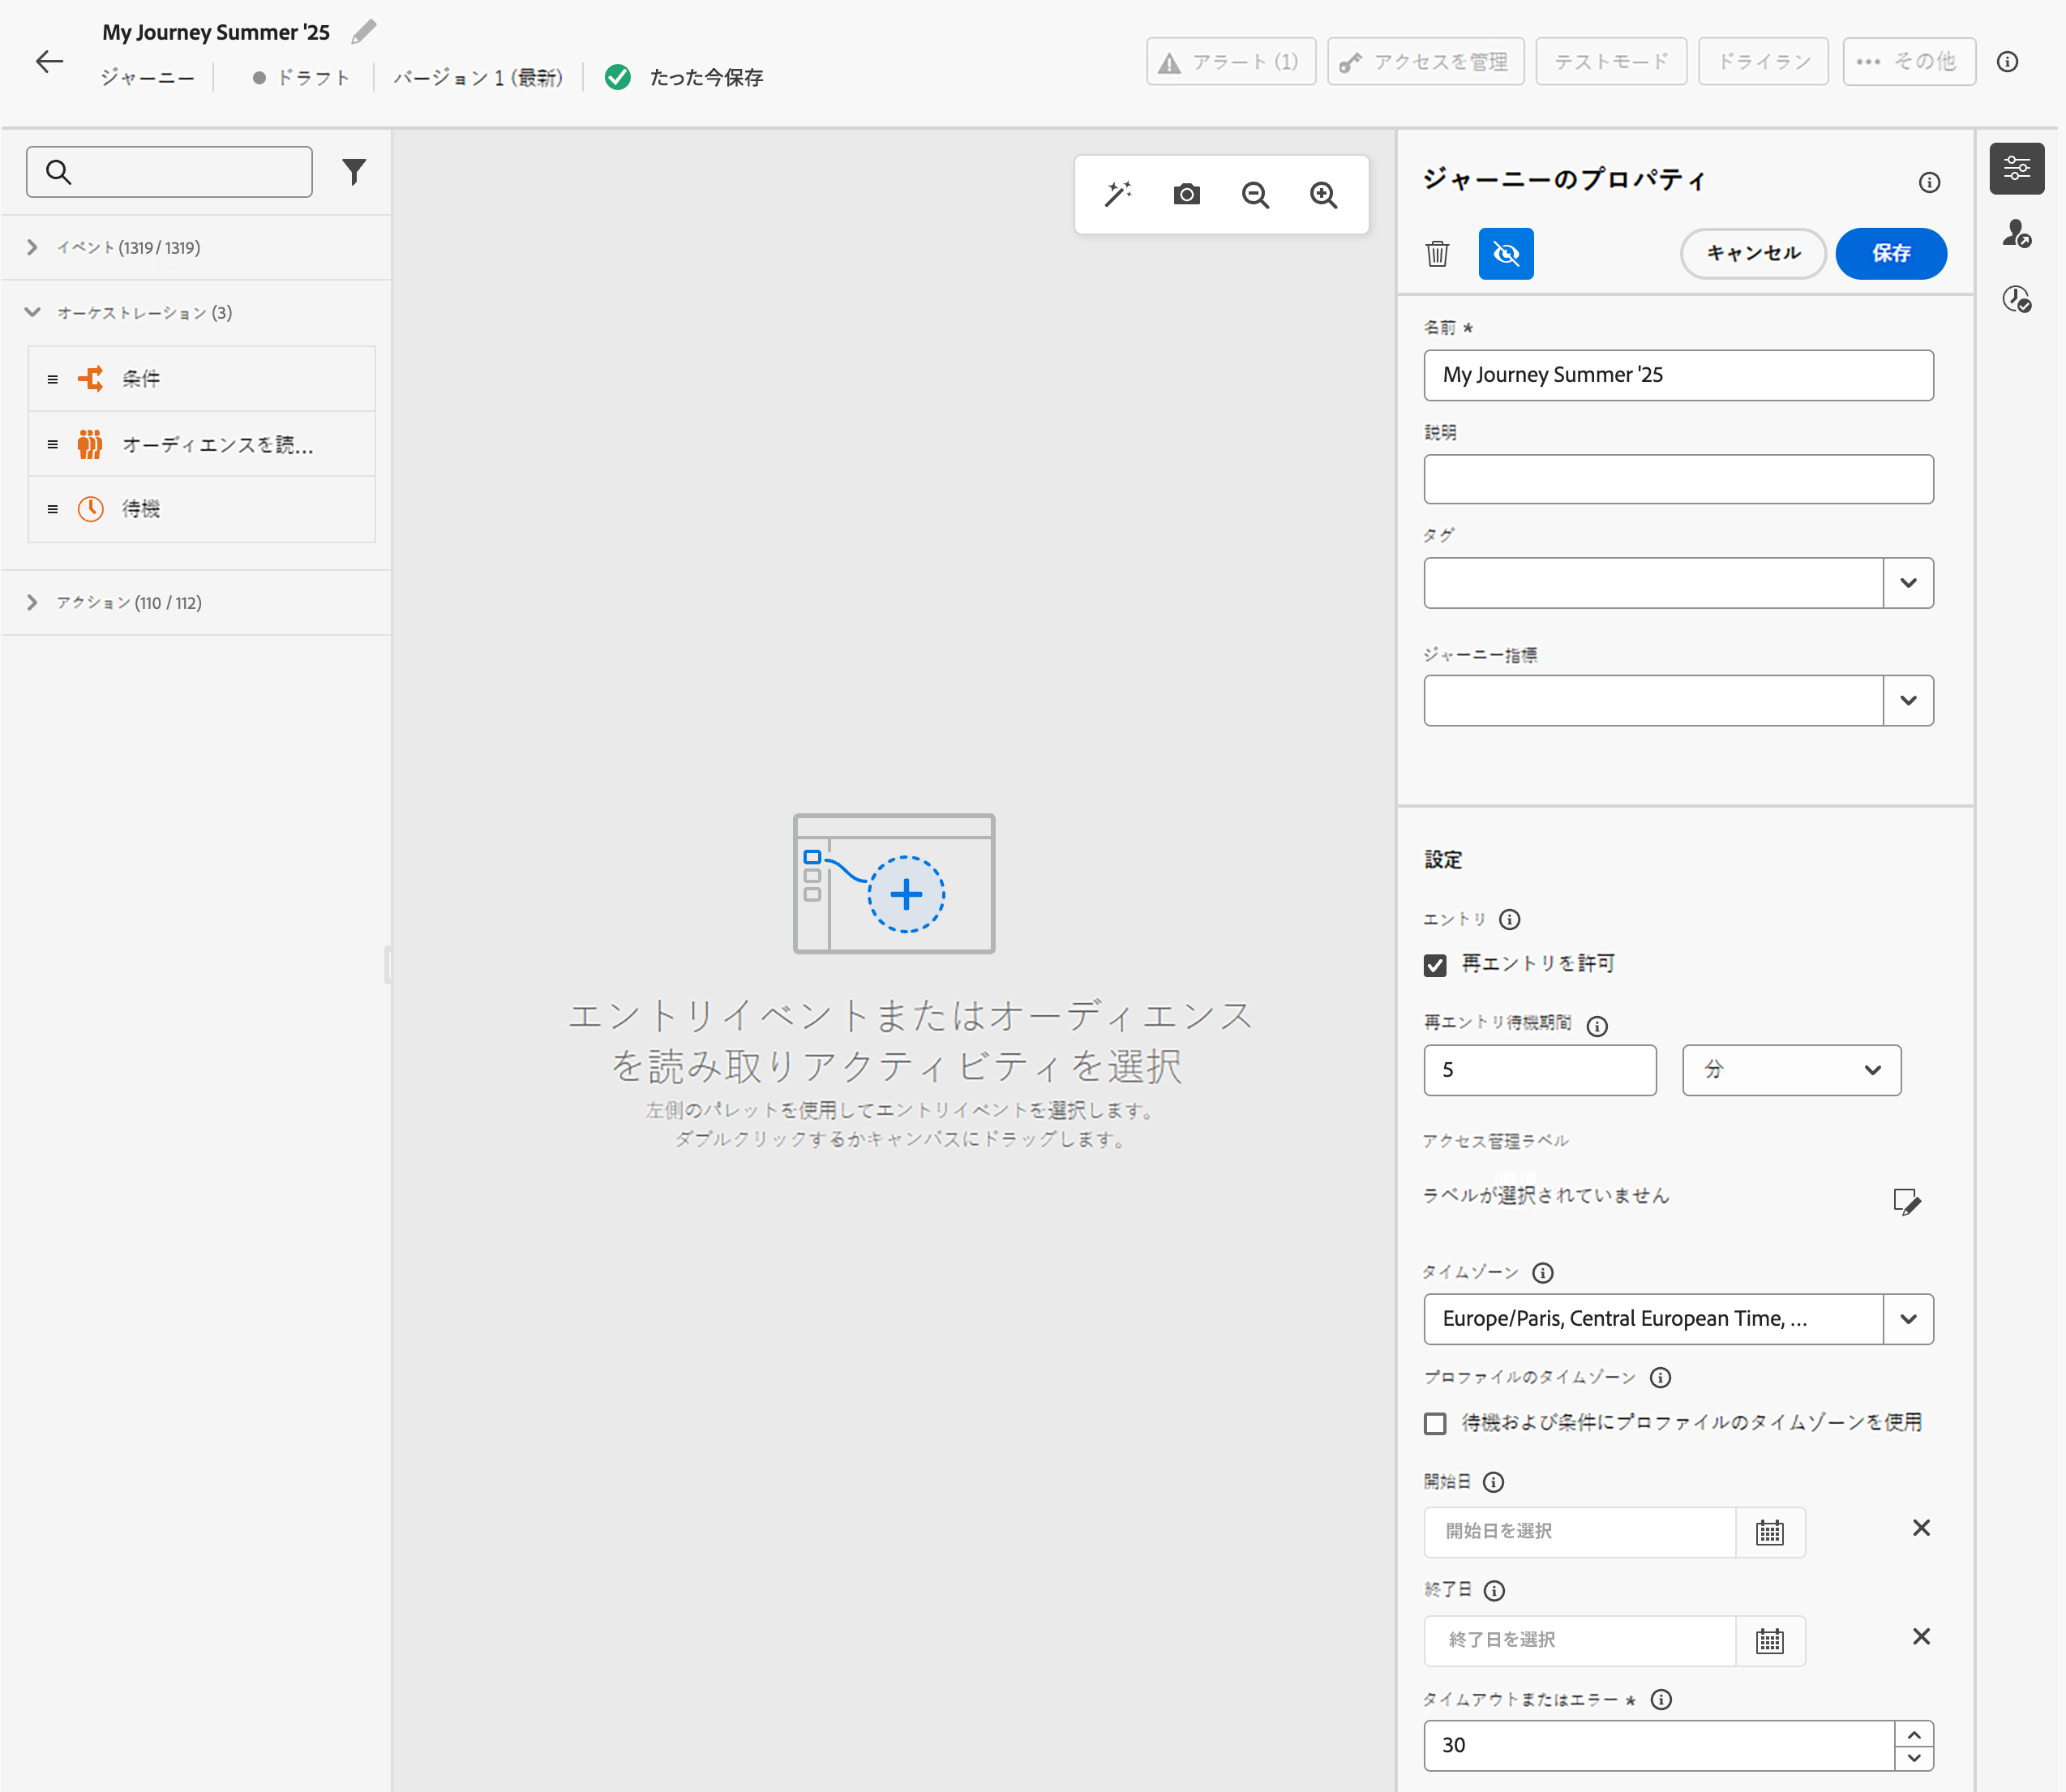 My Journey Summer '25
ジャーニー
ドラフト
バージョン 1 (最新)
たった今保存
アラート (1)
アクセスを管理
テストモード
ドライラン
••• その他
イベント (1319 / 1319)
オーケストレーション (3)
条件
オーディエンスを読...
待機
アクション (110 / 112)
エントリイベントまたはオーディエンス
を読み取りアクティビティを選択
左側のパレットを使用してエントリイベントを選択します。
ダブルクリックするかキャンバスにドラッグします。
ジャーニーのプロパティ
キャンセル
保存
名前 *
My Journey Summer '25
説明
タグ
ジャーニー指標
設定
エントリ
再エントリを許可
再エントリ待機期間
5
分
アクセス管理ラベル
ラベルが選択されていません
タイムゾーン
Europe/Paris, Central European Time, ...
プロファイルのタイムゾーン
待機および条件にプロファイルのタイムゾーンを使用
開始日
開始日を選択
終了日
終了日を選択
タイムアウトまたはエラー *
30